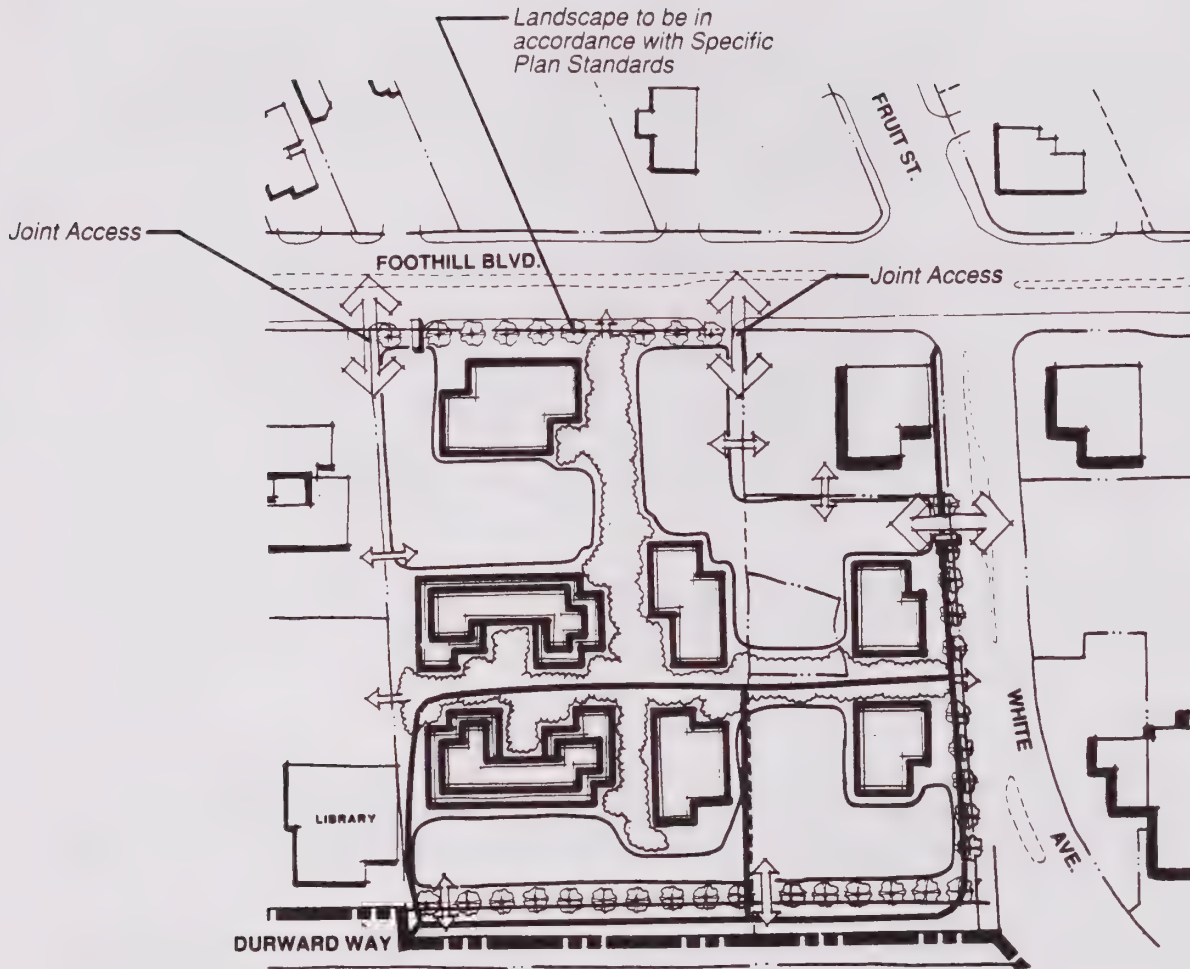 Landscape to be in
accordance with Specific
Plan Standards
FRUIT ST.
Joint Access
FOOTHILL BLVD.
Joint Access
WHITE
AVE.
LIBRARY
DURWARD WAY